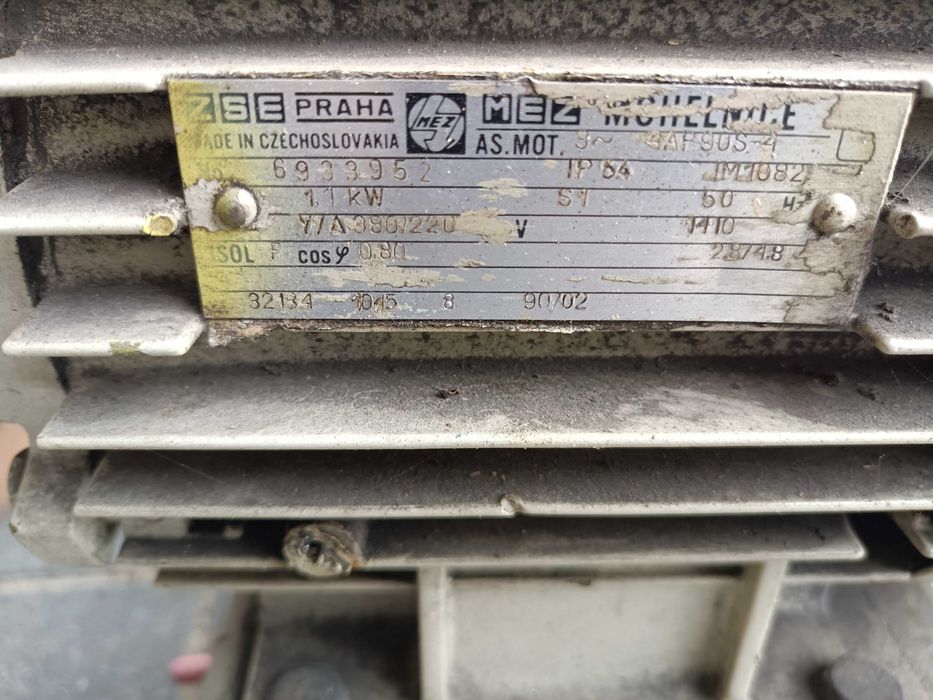 ZSE PRAHA MEZ MEZ MOHELNICE
MADE IN CZECHOSLOVAKIA AS.MOT. 3~ 4AP90S-4
6933952 IP 54 IM1082
1,1 kW S1 50 H
Y/Δ 380/220 V 1410
ISOL F cos φ 0,80 2,8/4,8
32134 1045 8 90/02